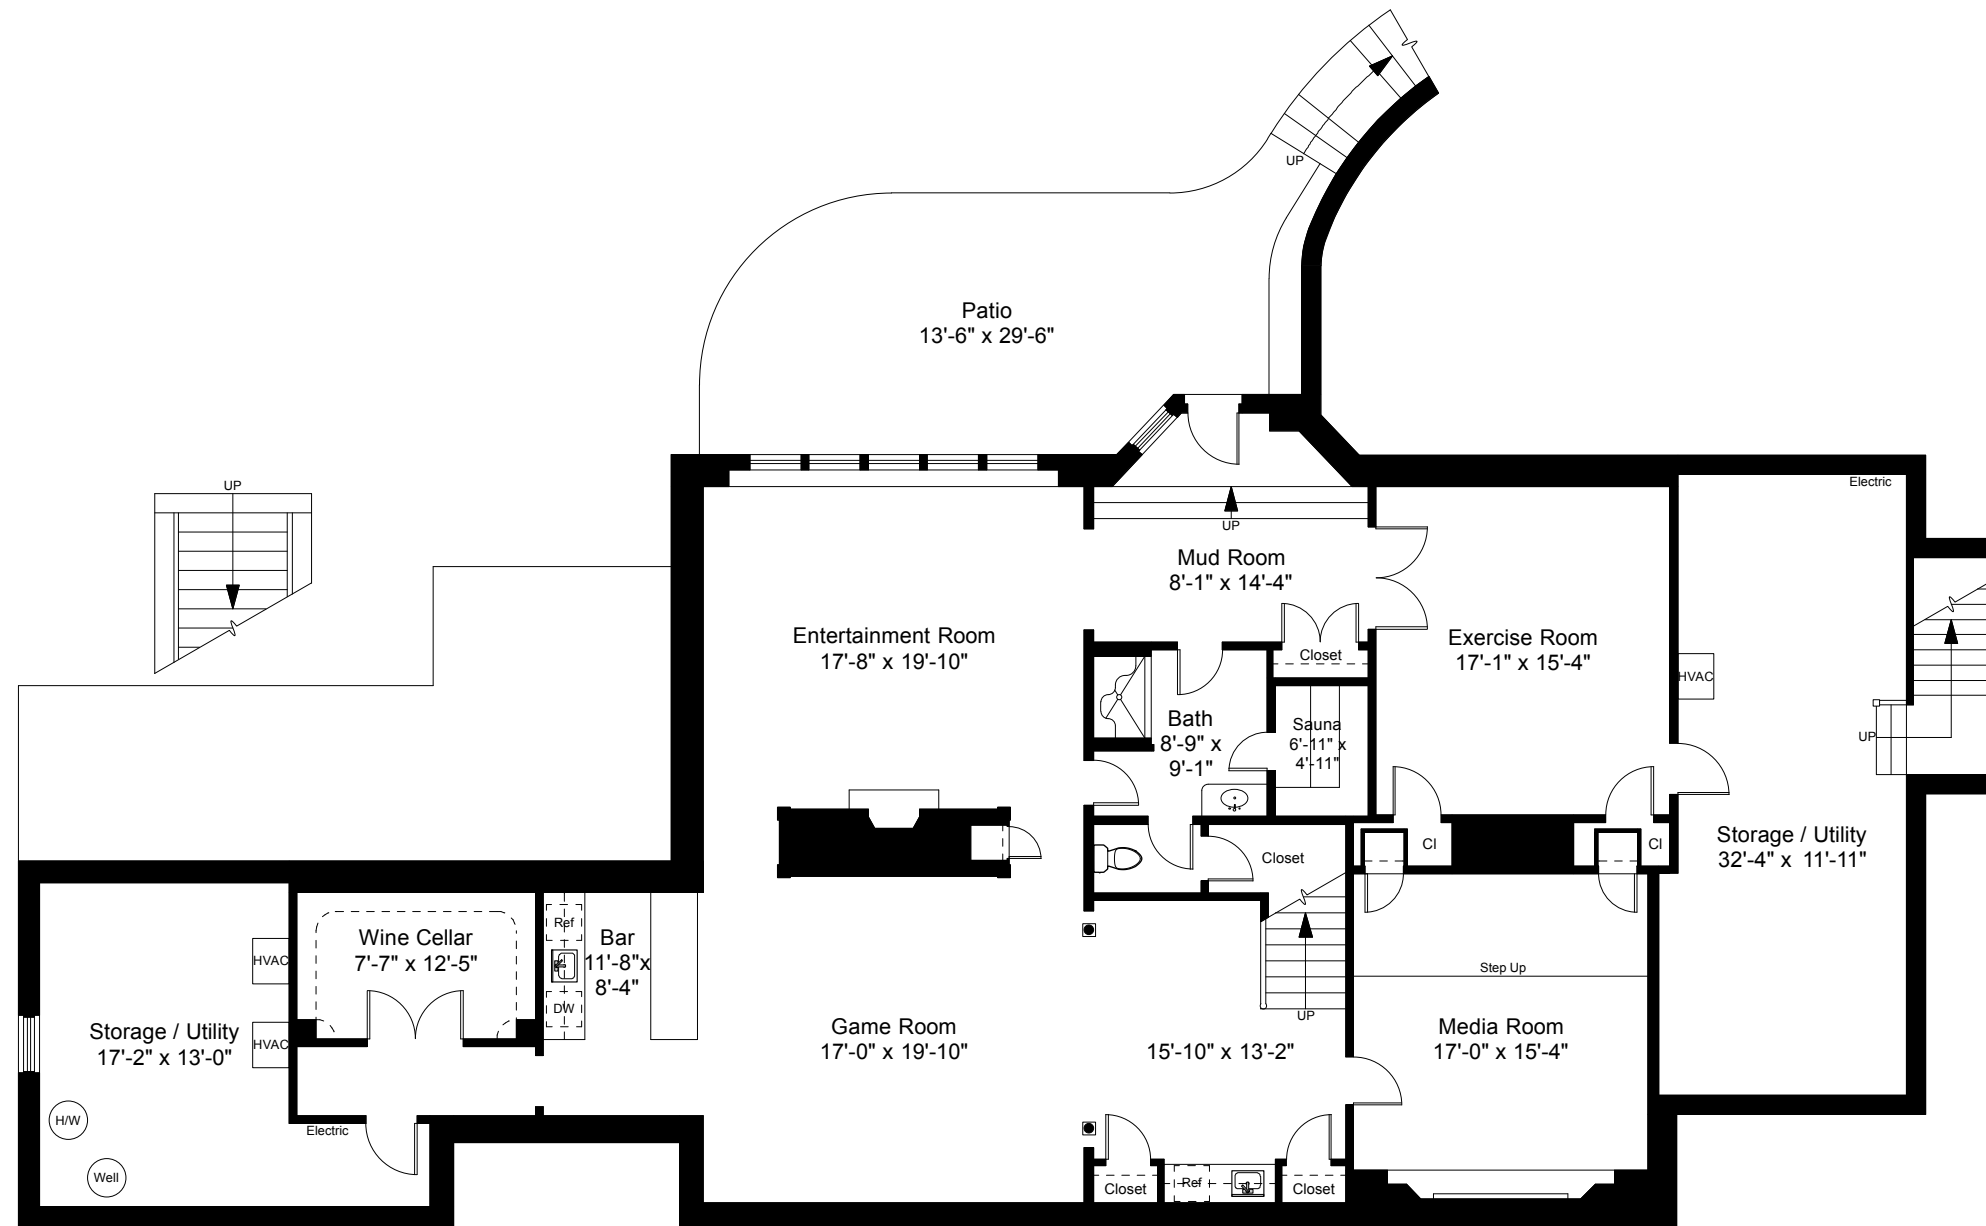 UP
Patio
13'-6" x 29'-6"
UP
Electric
UP
Mud Room
8'-1" x 14'-4"
Entertainment Room
17'-8" x 19'-10"
Exercise Room
17'-1" x 15'-4"
Closet
HVAC
Bath
8'-9" x
9'-1"
Sauna
6'-11" x
4'-11"
UP
Storage / Utility
32'-4" x 11'-11"
Closet
Cl
Cl
Ref
Wine Cellar
7'-7" x 12'-5"
Bar
11'-8"x
8'-4"
HVAC
DW
Step Up
UP
Storage / Utility
17'-2" x 13'-0"
HVAC
Game Room
17'-0" x 19'-10"
15'-10" x 13'-2"
Media Room
17'-0" x 15'-4"
H/W
Electric
Well
Closet
Ref
Closet